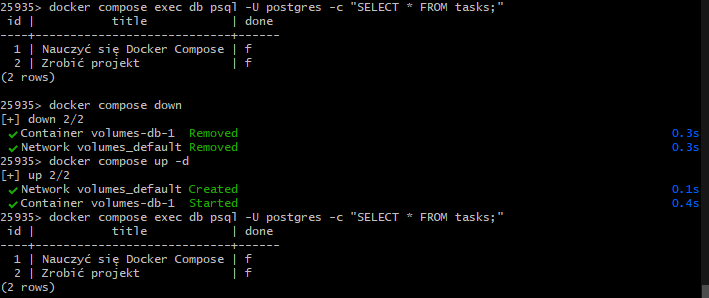 25935> docker compose exec db psql -U postgres -c "SELECT * FROM tasks;"
 id |            title            | done
----+-----------------------------+------
  1 | Nauczyć się Docker Compose | f
  2 | Zrobić projekt             | f
(2 rows)
25935> docker compose down
[+] down 2/2
✓Container volumes-db-1  Removed 0.3s
✓Network volumes_default Removed 0.3s
25935> docker compose up -d
[+] up 2/2
✓Network volumes_default Created 0.1s
✓Container volumes-db-1  Started 0.4s
25935> docker compose exec db psql -U postgres -c "SELECT * FROM tasks;"
 id |            title            | done
----+-----------------------------+------
  1 | Nauczyć się Docker Compose | f
  2 | Zrobić projekt             | f
(2 rows)